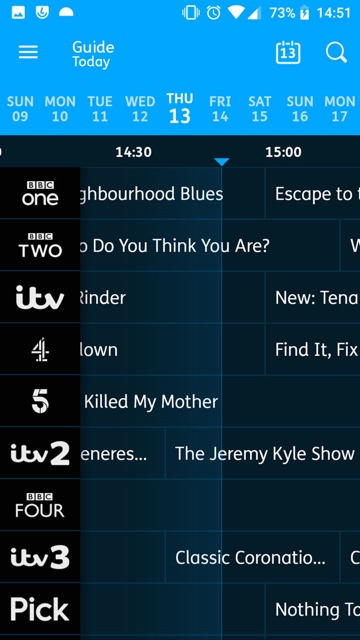 73% 14:51
Guide
Today
13
SUN MON TUE WED THU FRI SAT SUN MON
09 10 11 12 13 14 15 16 17
14:30 15:00
BBC one ghbourhood Blues Escape to t
BBC TWO o Do You Think You Are? W
itv Rinder New: Tena
4 down Find It, Fix
5 Killed My Mother
itv2 eneres... The Jeremy Kyle Show
BBC FOUR
itv3 Classic Coronatio... C
Pick Nothing To